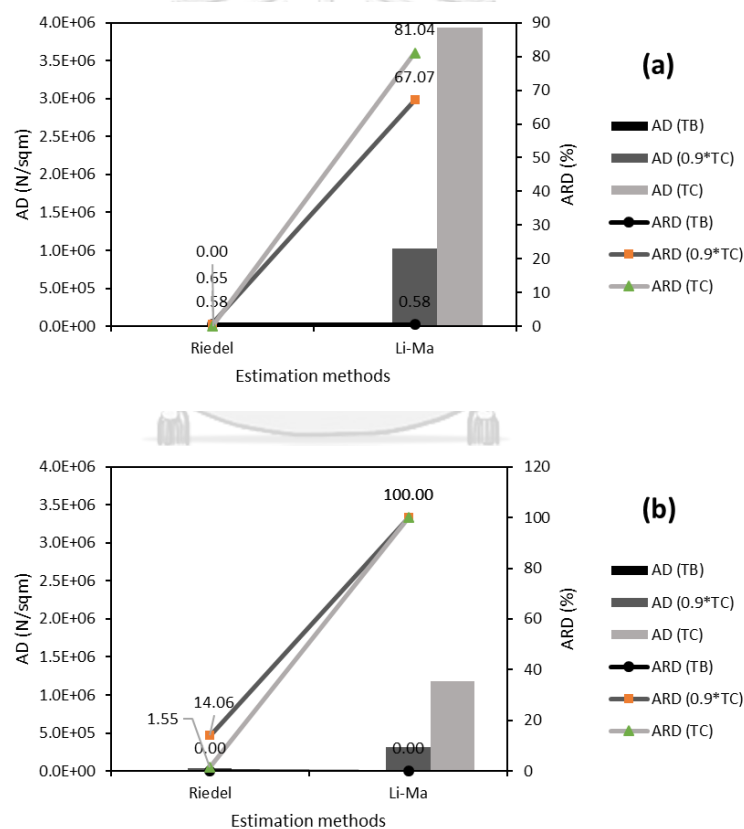 4.0E+06
3.5E+06
3.0E+06
2.5E+06
2.0E+06
1.5E+06
1.0E+06
5.0E+05
0.0E+00
AD (N/sqm)
81.04
67.07
0.00
0.65
0.58
0.58
90
80
70
60
50
40
30
20
10
0
ARD (%)
Riedel
Li-Ma
Estimation methods
(a)
AD (TB)
AD (0.9*TC)
AD (TC)
ARD (TB)
ARD (0.9*TC)
ARD (TC)
4.0E+06
3.5E+06
3.0E+06
2.5E+06
2.0E+06
1.5E+06
1.0E+06
5.0E+05
0.0E+00
AD (N/sqm)
100.00
14.06
1.55
0.00
0.00
120
100
80
60
40
20
0
ARD (%)
Riedel
Li-Ma
Estimation methods
(b)
AD (TB)
AD (0.9*TC)
AD (TC)
ARD (TB)
ARD (0.9*TC)
ARD (TC)